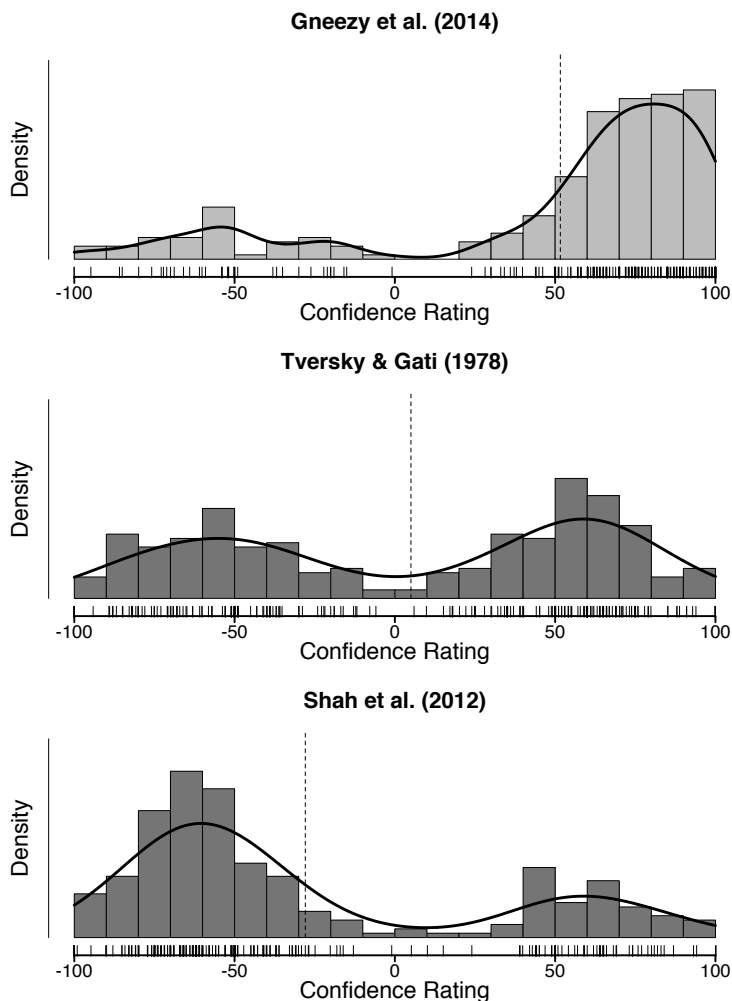 Gneezy et al. (2014)
Density
-100 -50 0 50 100
Confidence Rating
Tversky & Gati (1978)
Density
-100 -50 0 50 100
Confidence Rating
Shah et al. (2012)
Density
-100 -50 0 50 100
Confidence Rating